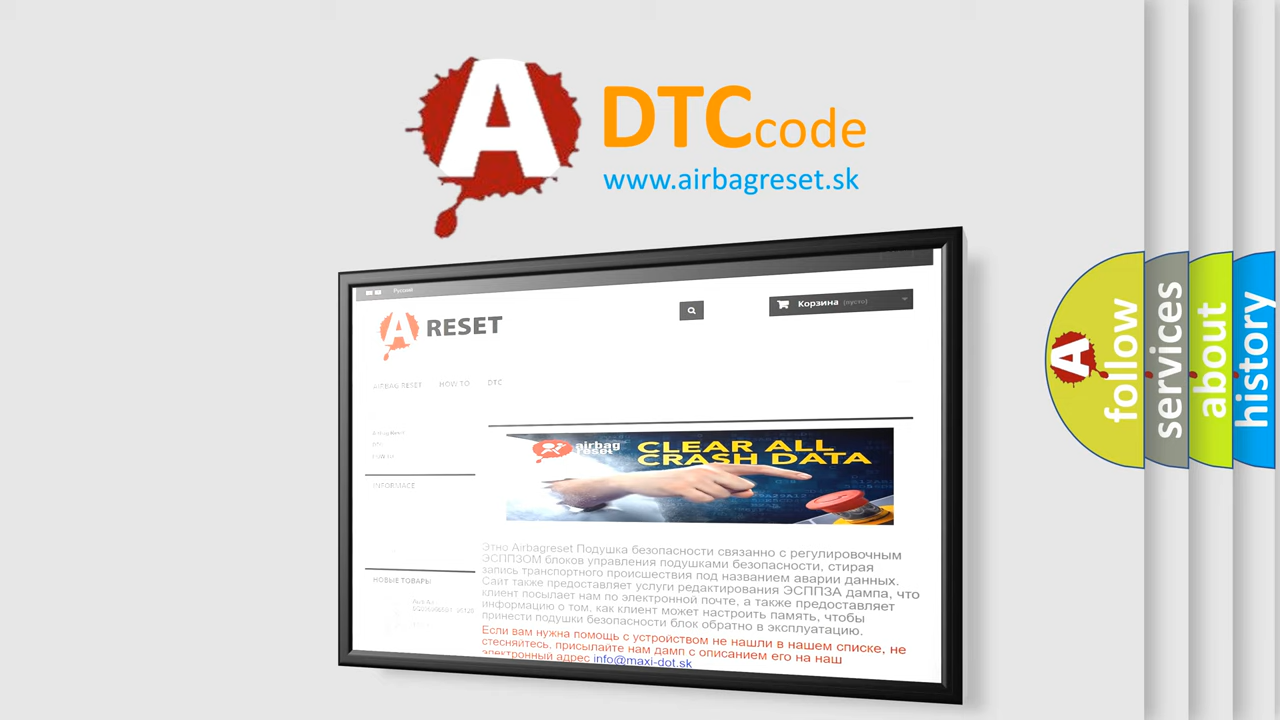 A DTC code
www.airbagreset.sk
Русский
A RESET
Корзина (пусто)
AIRBAG RESET HOW TO DTC
INFORMACE
НОВЫЕ ТОВАРЫ
airbag
reset
CLEAR ALL
CRASH DATA
Этно Airbagreset Подушка безопасности связанно с регулировочным
ЭСППЗОМ блоков управления подушками безопасности, стирая
запись транспортного происшествия под названием аварии данных.
Сайт также предоставляет услуги редактирования ЭСППЗА дампа, что
клиент посылает нам по электронной почте, а также предоставляет
информацию о том, как клиент может настроить память, чтобы
принести подушки безопасности блок обратно в эксплуатацию.
Если вам нужна помощь с устройством не нашли в нашем списке, не
стесняйтесь, присылайте нам дамп с описанием его на наш
электронный адрес info@maxi-dot.sk
A
follow
services
about
history